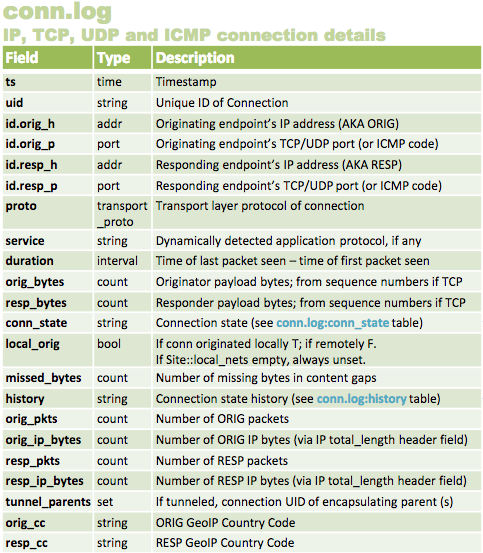 conn.log
IP, TCP, UDP and ICMP connection details
Field Type Description
ts time Timestamp
uid string Unique ID of Connection
id.orig_h addr Originating endpoint's IP address (AKA ORIG)
id.orig_p port Originating endpoint's TCP/UDP port (or ICMP code)
id.resp_h addr Responding endpoint's IP address (AKA RESP)
id.resp_p port Responding endpoint's TCP/UDP port (or ICMP code)
proto transport Transport layer protocol of connection
_proto
service string Dynamically detected application protocol, if any
duration interval Time of last packet seen – time of first packet seen
orig_bytes count Originator payload bytes; from sequence numbers if TCP
resp_bytes count Responder payload bytes; from sequence numbers if TCP
conn_state string Connection state (see conn.log:conn_state table)
local_orig bool If conn originated locally T; if remotely F.
If Site::local_nets empty, always unset.
missed_bytes count Number of missing bytes in content gaps
history string Connection state history (see conn.log:history table)
orig_pkts count Number of ORIG packets
orig_ip_bytes count Number of ORIG IP bytes (via IP total_length header field)
resp_pkts count Number of RESP packets
resp_ip_bytes count Number of RESP IP bytes (via IP total_length header field)
tunnel_parents set If tunneled, connection UID of encapsulating parent (s)
orig_cc string ORIG GeoIP Country Code
resp_cc string RESP GeoIP Country Code